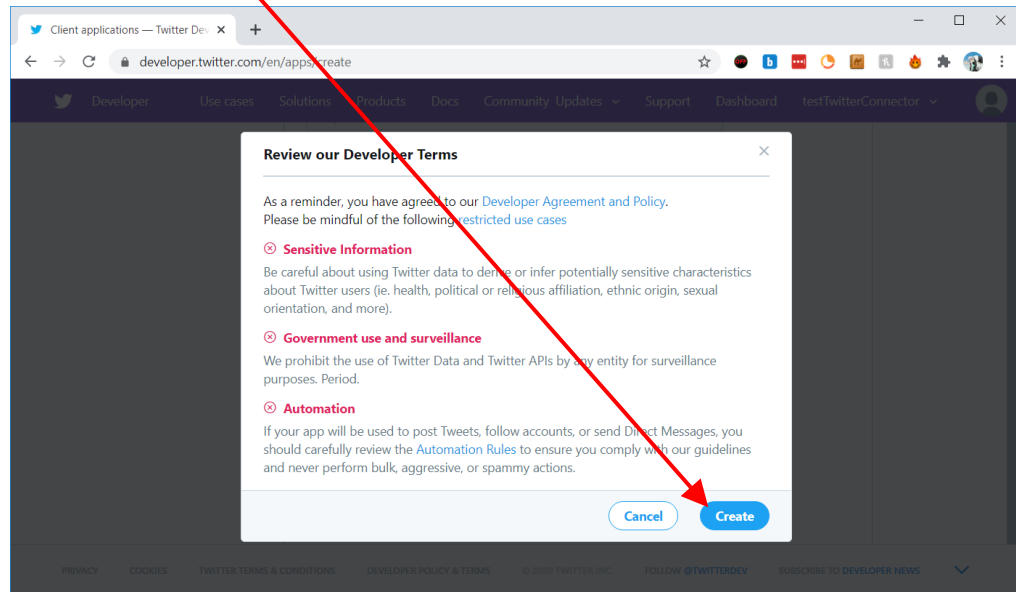 Client applications — Twitter Dev
developer.twitter.com/en/apps/create
Developer Use cases Solutions Products Docs Community Updates Support Dashboard testTwitterConnector
Review our Developer Terms
As a reminder, you have agreed to our Developer Agreement and Policy.
Please be mindful of the following restricted use cases
Sensitive Information
Be careful about using Twitter data to derive or infer potentially sensitive characteristics
about Twitter users (ie. health, political or religious affiliation, ethnic origin, sexual
orientation, and more).
Government use and surveillance
We prohibit the use of Twitter Data and Twitter APIs by any entity for surveillance
purposes. Period.
Automation
If your app will be used to post Tweets, follow accounts, or send Direct Messages, you
should carefully review the Automation Rules to ensure you comply with our guidelines
and never perform bulk, aggressive, or spammy actions.
Cancel Create
PRIVACY COOKIES TWITTER TERMS & CONDITIONS DEVELOPER POLICY & TERMS © 2020 TWITTER INC. FOLLOW @TWITTERDEV SUBSCRIBE TO DEVELOPER NEWS